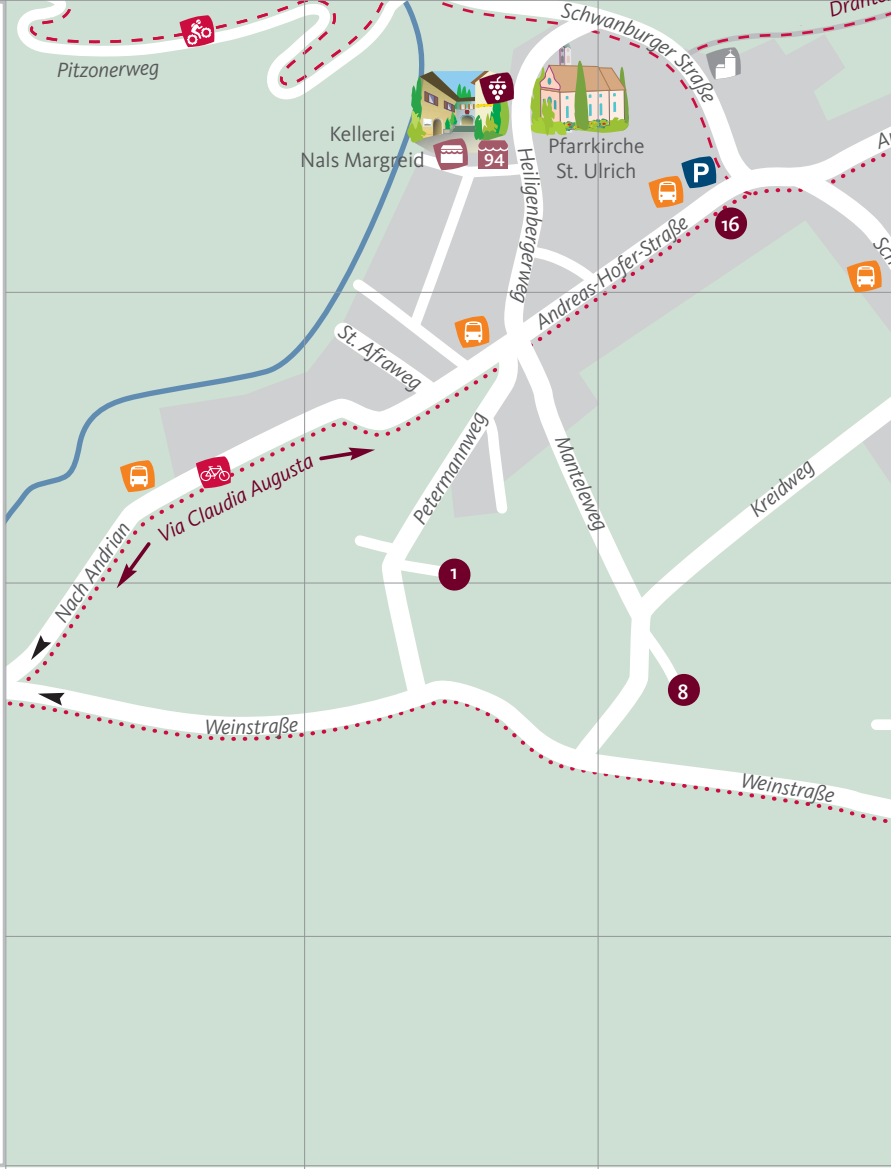 Schwanburger Straße
Pitzonerweg
Kellerei
Nals Margreid
94
Pfarrkirche
St. Ulrich
P
16
Heiligenbergerweg
Andreas-Hofer-Straße
St. Afraweg
Petermannweg
Manteleweg
Kreidweg
Via Claudia Augusta
Nach Andrian
1
8
Weinstraße
Weinstraße